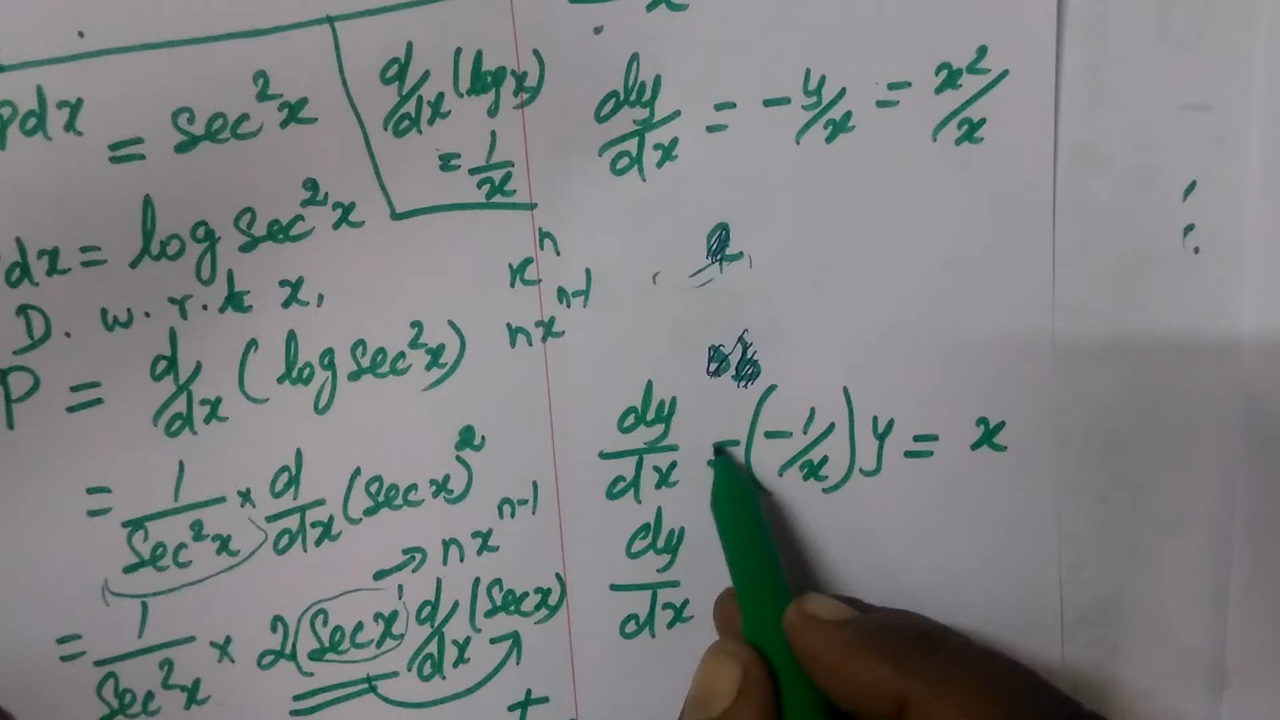 Pdx = sec²x
d/dx (log x)
= 1/x
dx = log sec²x
D. w.r.t x,
xⁿ
nxⁿ⁻¹
P = d/dx (log sec²x)
= 1/sec²x × d/dx (sec x)²
→ nxⁿ⁻¹
= 1/sec²x × 2(sec x)¹ d/dx (sec x)
+
x
dy/dx = -y/x = x²/x
dy/dx - (-1/x) y = x
dy/dx